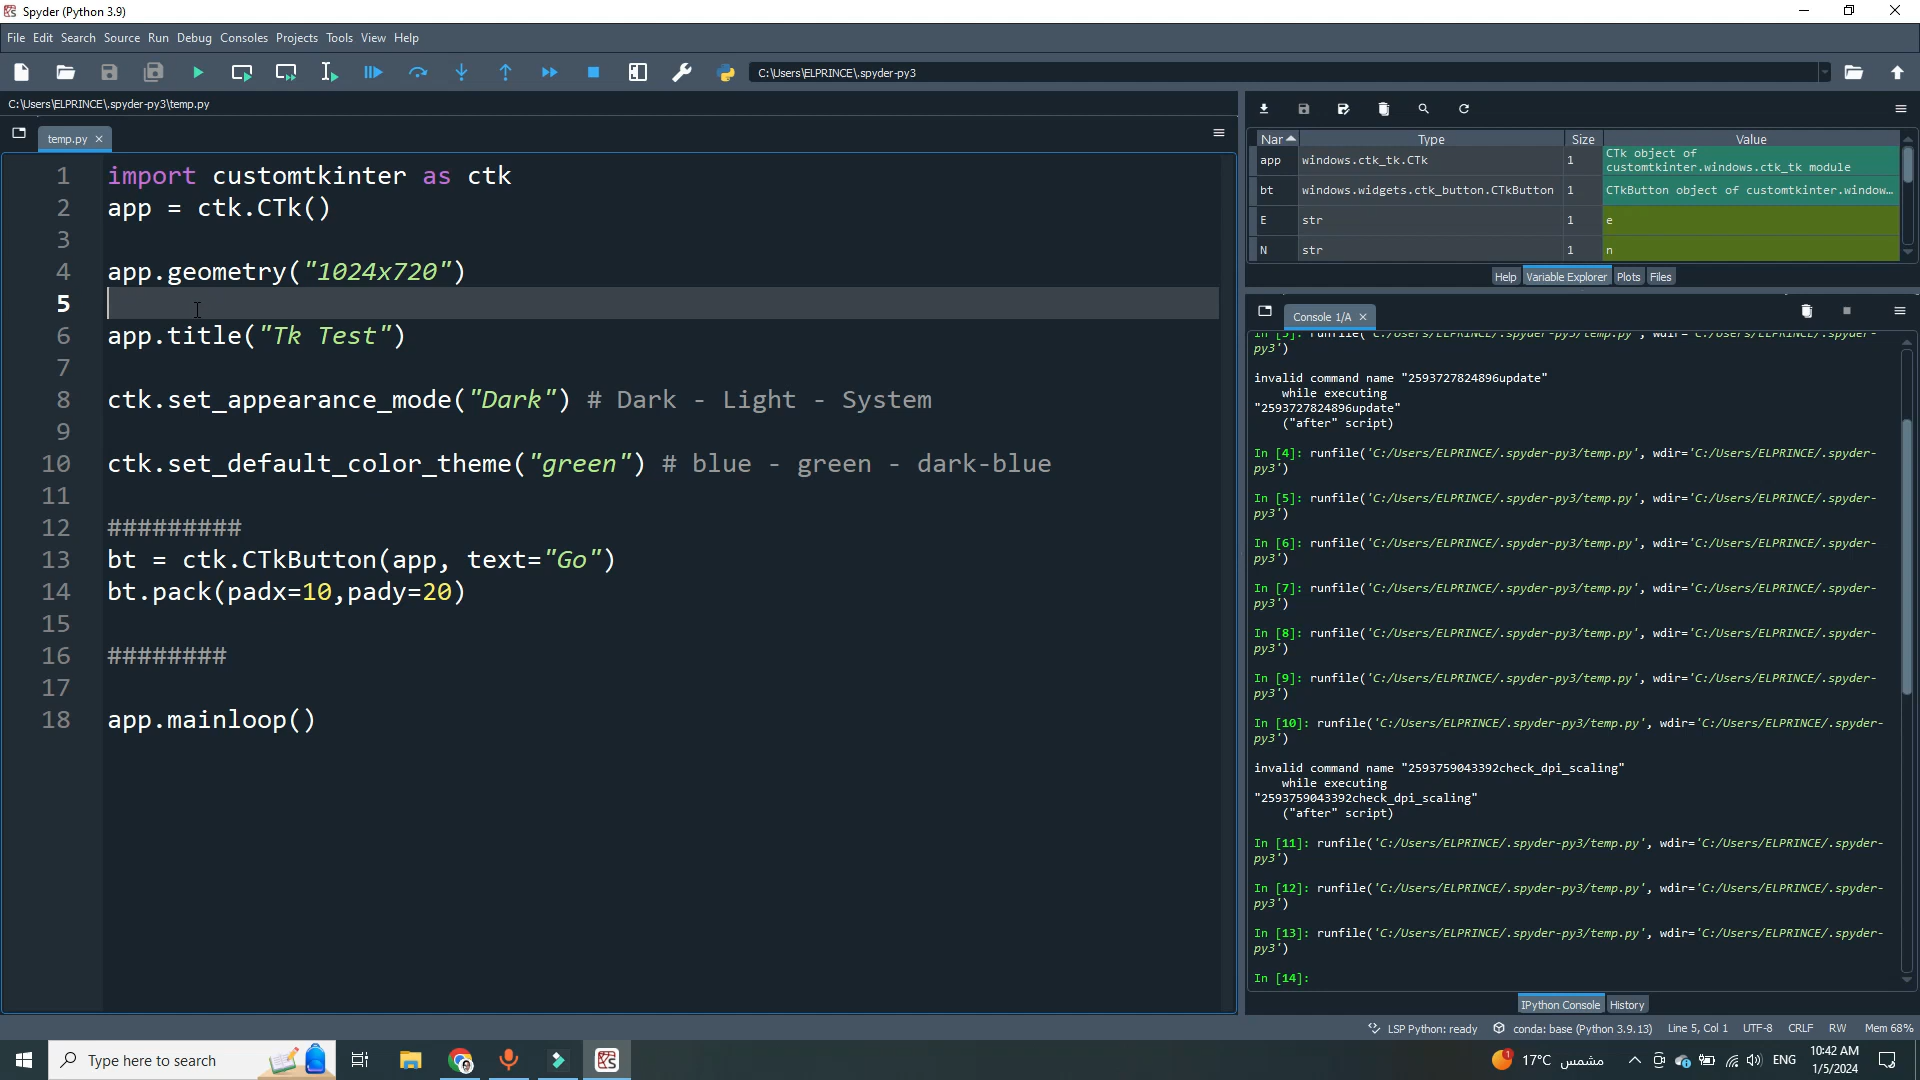 Spyder (Python 3.9)
File Edit Search Source Run Debug Consoles Projects Tools View Help
C:\Users\ELPRINCE\.spyder-py3
C:\Users\ELPRINCE\.spyder-py3\temp.py
temp.py
1 import customtkinter as ctk
2 app = ctk.CTk()
3
4 app.geometry("1024x720")
5
6 app.title("Tk Test")
7
8 ctk.set_appearance_mode("Dark") # Dark - Light - System
9
10 ctk.set_default_color_theme("green") # blue - green - dark-blue
11
12 #########
13 bt = ctk.CTkButton(app, text="Go")
14 bt.pack(padx=10,pady=20)
15
16 ########
17
18 app.mainloop()
Nar Type Size Value
app windows.ctk_tk.CTk 1 CTk object of
customtkinter.windows.ctk_tk module
bt windows.widgets.ctk_button.CTkButton 1 CTkButton object of customtkinter.window…
E str 1 e
N str 1 n
Help Variable Explorer Plots Files
Console 1/A
In [3]: runfile('C:/Users/ELPRINCE/.spyder-py3/temp.py', wdir='C:/Users/ELPRINCE/.spyder-
py3')
invalid command name "2593727824896update"
while executing
"2593727824896update"
("after" script)
In [4]: runfile('C:/Users/ELPRINCE/.spyder-py3/temp.py', wdir='C:/Users/ELPRINCE/.spyder-
py3')
In [5]: runfile('C:/Users/ELPRINCE/.spyder-py3/temp.py', wdir='C:/Users/ELPRINCE/.spyder-
py3')
In [6]: runfile('C:/Users/ELPRINCE/.spyder-py3/temp.py', wdir='C:/Users/ELPRINCE/.spyder-
py3')
In [7]: runfile('C:/Users/ELPRINCE/.spyder-py3/temp.py', wdir='C:/Users/ELPRINCE/.spyder-
py3')
In [8]: runfile('C:/Users/ELPRINCE/.spyder-py3/temp.py', wdir='C:/Users/ELPRINCE/.spyder-
py3')
In [9]: runfile('C:/Users/ELPRINCE/.spyder-py3/temp.py', wdir='C:/Users/ELPRINCE/.spyder-
py3')
In [10]: runfile('C:/Users/ELPRINCE/.spyder-py3/temp.py', wdir='C:/Users/ELPRINCE/.spyder-
py3')
invalid command name "2593759043392check_dpi_scaling"
while executing
"2593759043392check_dpi_scaling"
("after" script)
In [11]: runfile('C:/Users/ELPRINCE/.spyder-py3/temp.py', wdir='C:/Users/ELPRINCE/.spyder-
py3')
In [12]: runfile('C:/Users/ELPRINCE/.spyder-py3/temp.py', wdir='C:/Users/ELPRINCE/.spyder-
py3')
In [13]: runfile('C:/Users/ELPRINCE/.spyder-py3/temp.py', wdir='C:/Users/ELPRINCE/.spyder-
py3')
In [14]:
IPython Console History
LSP Python: ready conda: base (Python 3.9.13) Line 5, Col 1 UTF-8 CRLF RW Mem 68%
Type here to search
1 17°C مشمس ENG 10:42 AM
1/5/2024